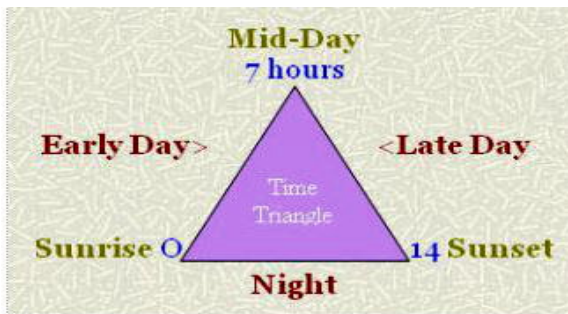 Mid-Day
7 hours
Early Day>
<Late Day
Time
Triangle
Sunrise O
14 Sunset
Night